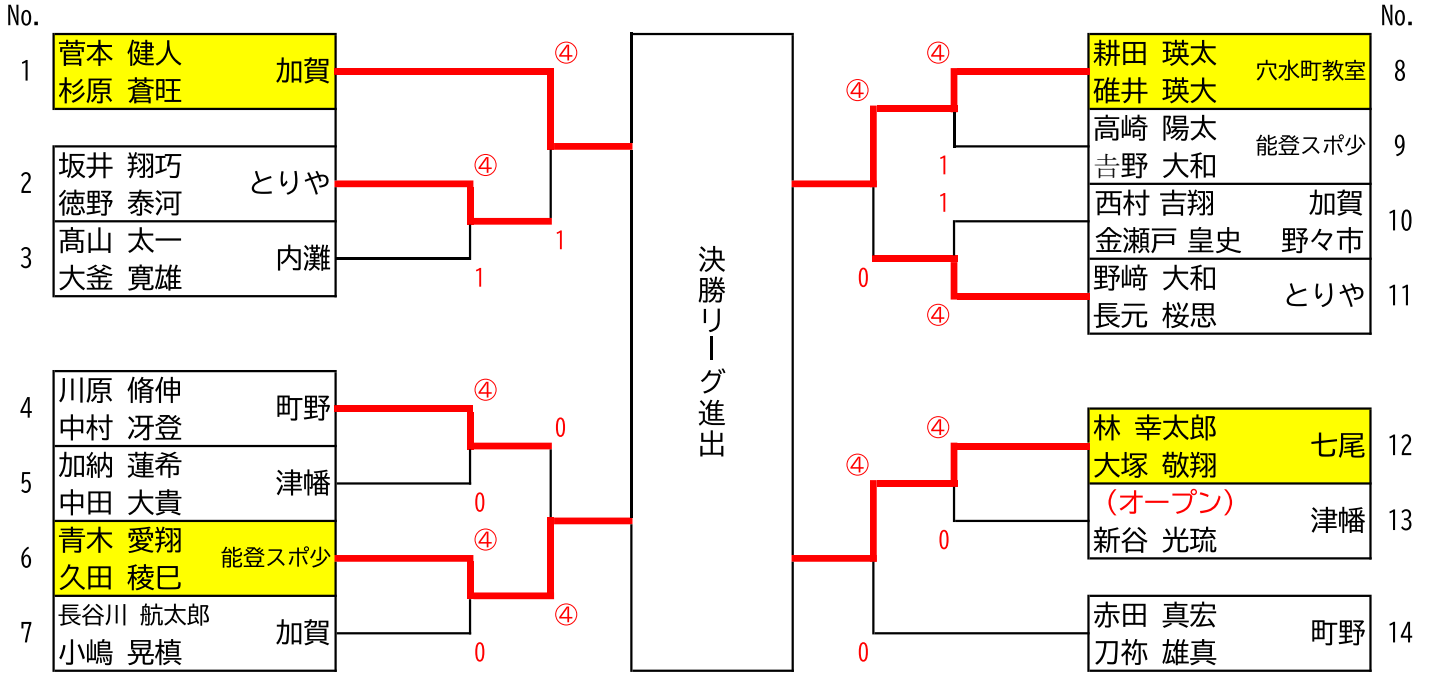 No.
1
菅本 健人
杉原 蒼旺
加賀
2
坂井 翔巧
徳野 泰河
とりや
3
髙山 太一
大釜 寛雄
内灘
4
川原 脩伸
中村 冴登
町野
5
加納 蓮希
中田 大貴
津幡
6
青木 愛翔
久田 稜巳
能登スポ少
7
長谷川 航太郎
小嶋 晃槙
加賀
④
④
1
1
④
0
0
④
④
0
決勝リーグ進出
④
④
1
1
0
④
④
④
0
0
No.
耕田 瑛太
碓井 瑛大
穴水町教室
8
高崎 陽太
𠮷野 大和
能登スポ少
9
西村 吉翔
加賀
金瀬戸 皇史
野々市
10
野﨑 大和
長元 桜思
とりや
11
林 幸太郎
大塚 敬翔
七尾
12
(オープン)
新谷 光琉
津幡
13
赤田 真宏
刀祢 雄真
町野
14